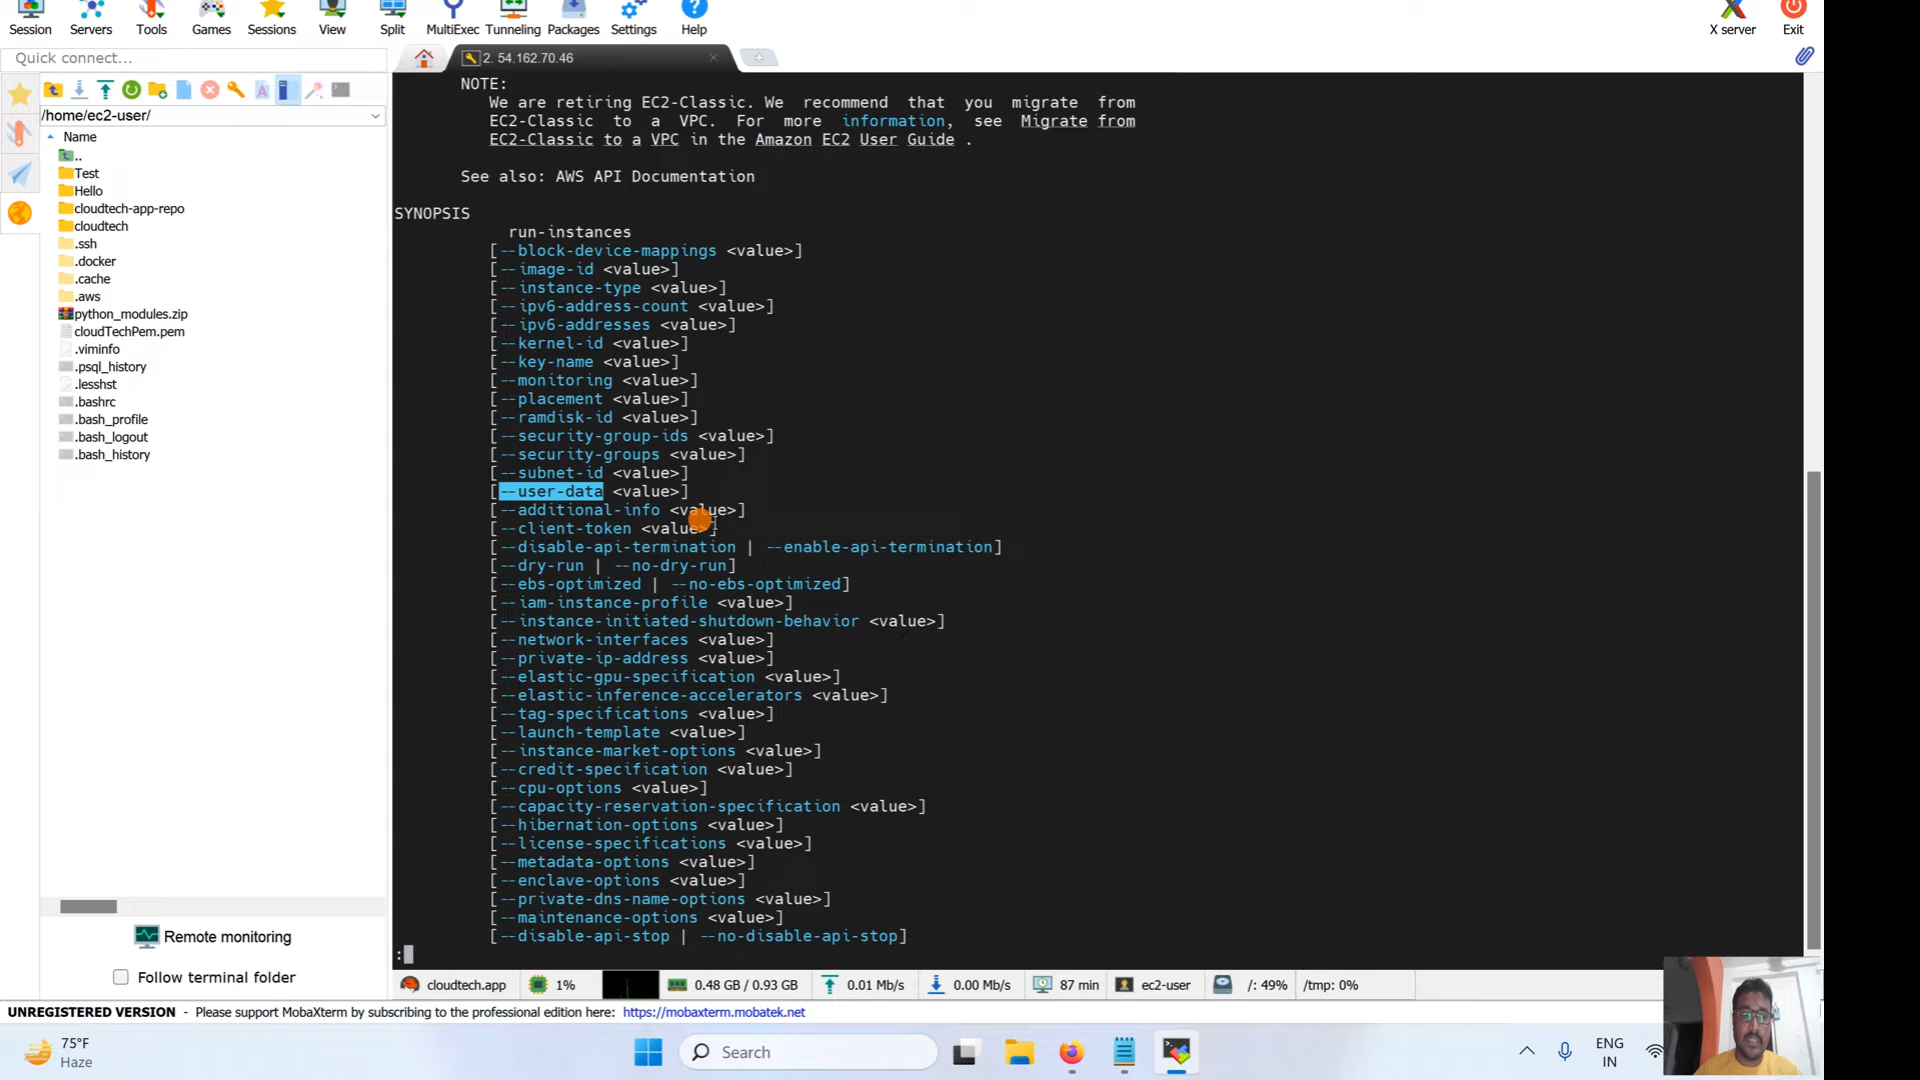 Session Servers Tools Games Sessions View Split MultiExec Tunneling Packages Settings Help X server Exit
Quick connect...
2. 54.162.70.46
/home/ec2-user/
Name
..
Test
Hello
cloudtech-app-repo
cloudtech
.ssh
.docker
.cache
.aws
python_modules.zip
cloudTechPem.pem
.viminfo
.psql_history
.lesshst
.bashrc
.bash_profile
.bash_logout
.bash_history
Remote monitoring
Follow terminal folder
NOTE:
We are retiring EC2-Classic. We recommend that you migrate from
EC2-Classic to a VPC. For more information, see Migrate from
EC2-Classic to a VPC in the Amazon EC2 User Guide .
See also: AWS API Documentation
SYNOPSIS
run-instances
[--block-device-mappings <value>]
[--image-id <value>]
[--instance-type <value>]
[--ipv6-address-count <value>]
[--ipv6-addresses <value>]
[--kernel-id <value>]
[--key-name <value>]
[--monitoring <value>]
[--placement <value>]
[--ramdisk-id <value>]
[--security-group-ids <value>]
[--security-groups <value>]
[--subnet-id <value>]
[--user-data <value>]
[--additional-info <value>]
[--client-token <value>]
[--disable-api-termination | --enable-api-termination]
[--dry-run | --no-dry-run]
[--ebs-optimized | --no-ebs-optimized]
[--iam-instance-profile <value>]
[--instance-initiated-shutdown-behavior <value>]
[--network-interfaces <value>]
[--private-ip-address <value>]
[--elastic-gpu-specification <value>]
[--elastic-inference-accelerators <value>]
[--tag-specifications <value>]
[--launch-template <value>]
[--instance-market-options <value>]
[--credit-specification <value>]
[--cpu-options <value>]
[--capacity-reservation-specification <value>]
[--hibernation-options <value>]
[--license-specifications <value>]
[--metadata-options <value>]
[--enclave-options <value>]
[--private-dns-name-options <value>]
[--maintenance-options <value>]
[--disable-api-stop | --no-disable-api-stop]
:
cloudtech.app 1% 0.48 GB / 0.93 GB 0.01 Mb/s 0.00 Mb/s 87 min ec2-user /: 49% /tmp: 0%
UNREGISTERED VERSION - Please support MobaXterm by subscribing to the professional edition here: https://mobaxterm.mobatek.net
75°F
Haze
Search
ENG
IN